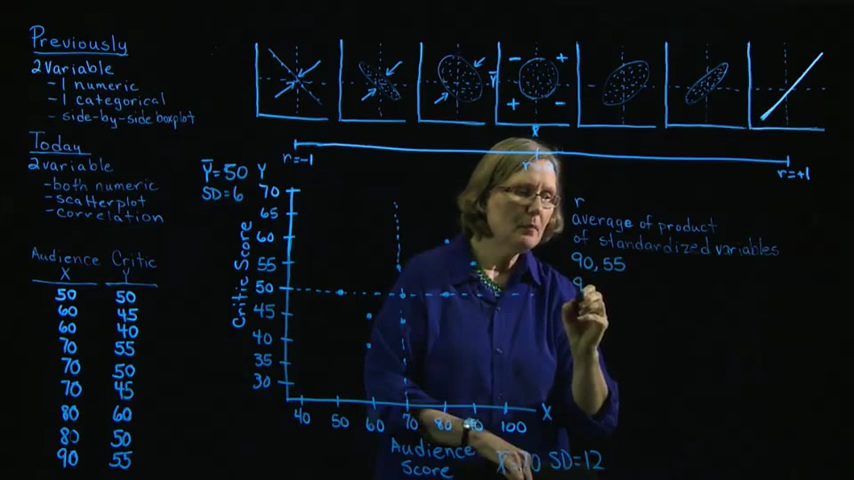 Previously
2 variable
- 1 numeric
- 1 categorical
- side-by-side boxplot
Today
2 variable
- both numeric
- scatterplot
- correlation
Audience Critic
X Y
50 50
60 45
60 40
70 55
70 50
70 45
80 60
80 50
90 55
- +
+ -
Ȳ
X̄
r=-1
r
r=+1
Ȳ=50 Y
SD=6
70
65
60
55
50
45
40
35
30
Critic Score
40 50 60 70 80 90 100 X
Audience
Score
X̄=70 SD=12
r
average of product
of standardized variables
90, 55
9